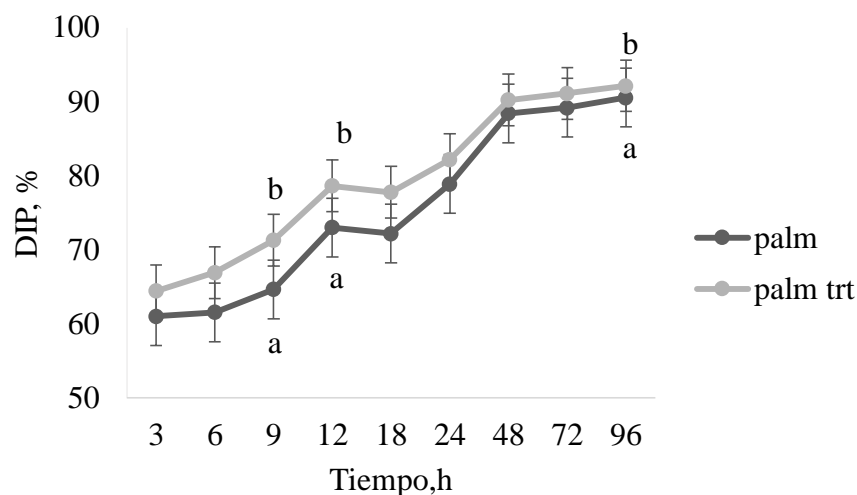 100
90
80
70
60
50
DIP, %
b
b
b
a
a
a
palm
palm trt
3 6 9 12 18 24 48 72 96
Tiempo,h